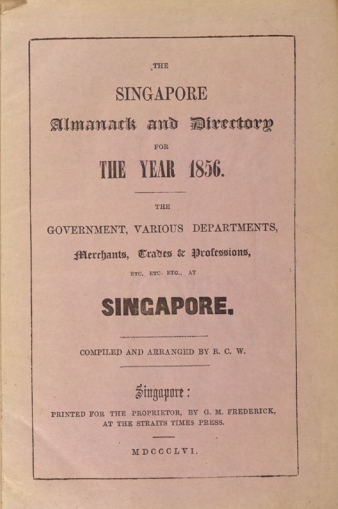 THE
SINGAPORE
Almanack and Directory
FOR
THE YEAR 1856.
THE
GOVERNMENT, VARIOUS DEPARTMENTS,
Merchants, Trades & Professions,
ETC. ETC. ETC., AT
SINGAPORE.
COMPILED AND ARRANGED BY R. C. W.
Singapore:
PRINTED FOR THE PROPRIETOR, BY G. M. FREDERICK,
AT THE STRAITS TIMES PRESS.
MDCCCLVI.